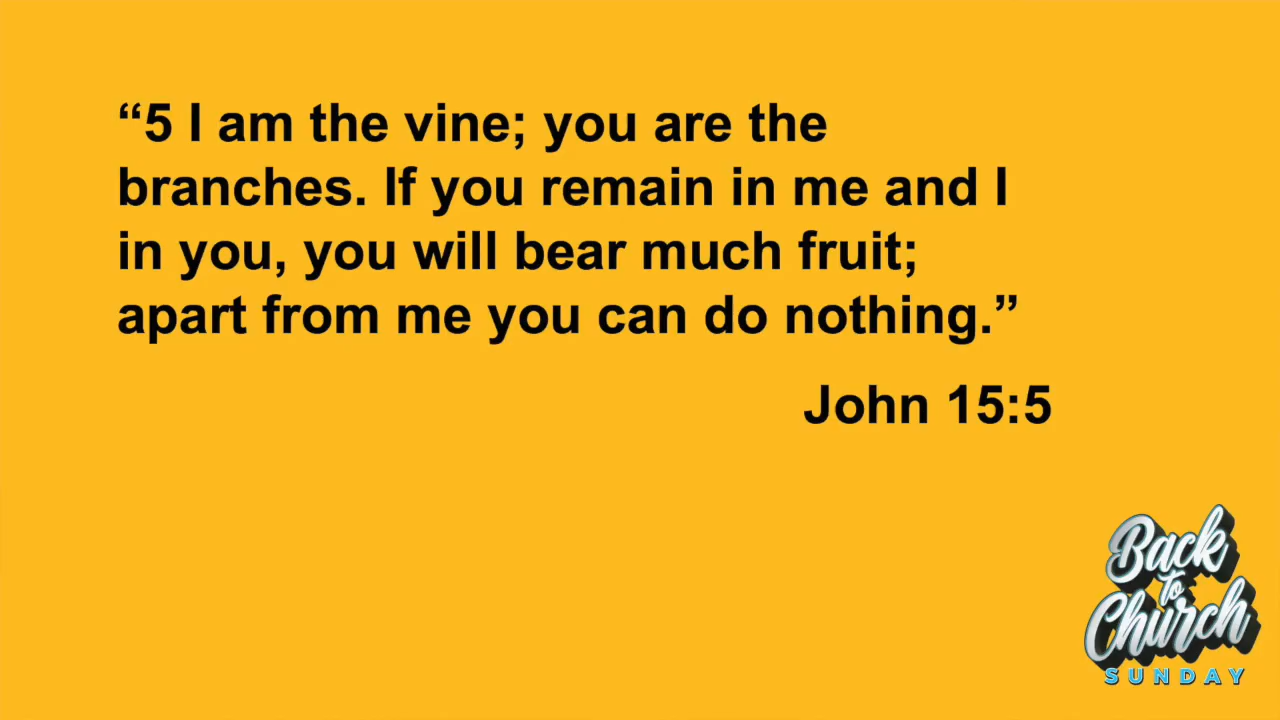 “5 I am the vine; you are the
branches. If you remain in me and I
in you, you will bear much fruit;
apart from me you can do nothing.”
John 15:5
Back
to
Church
SUNDAY